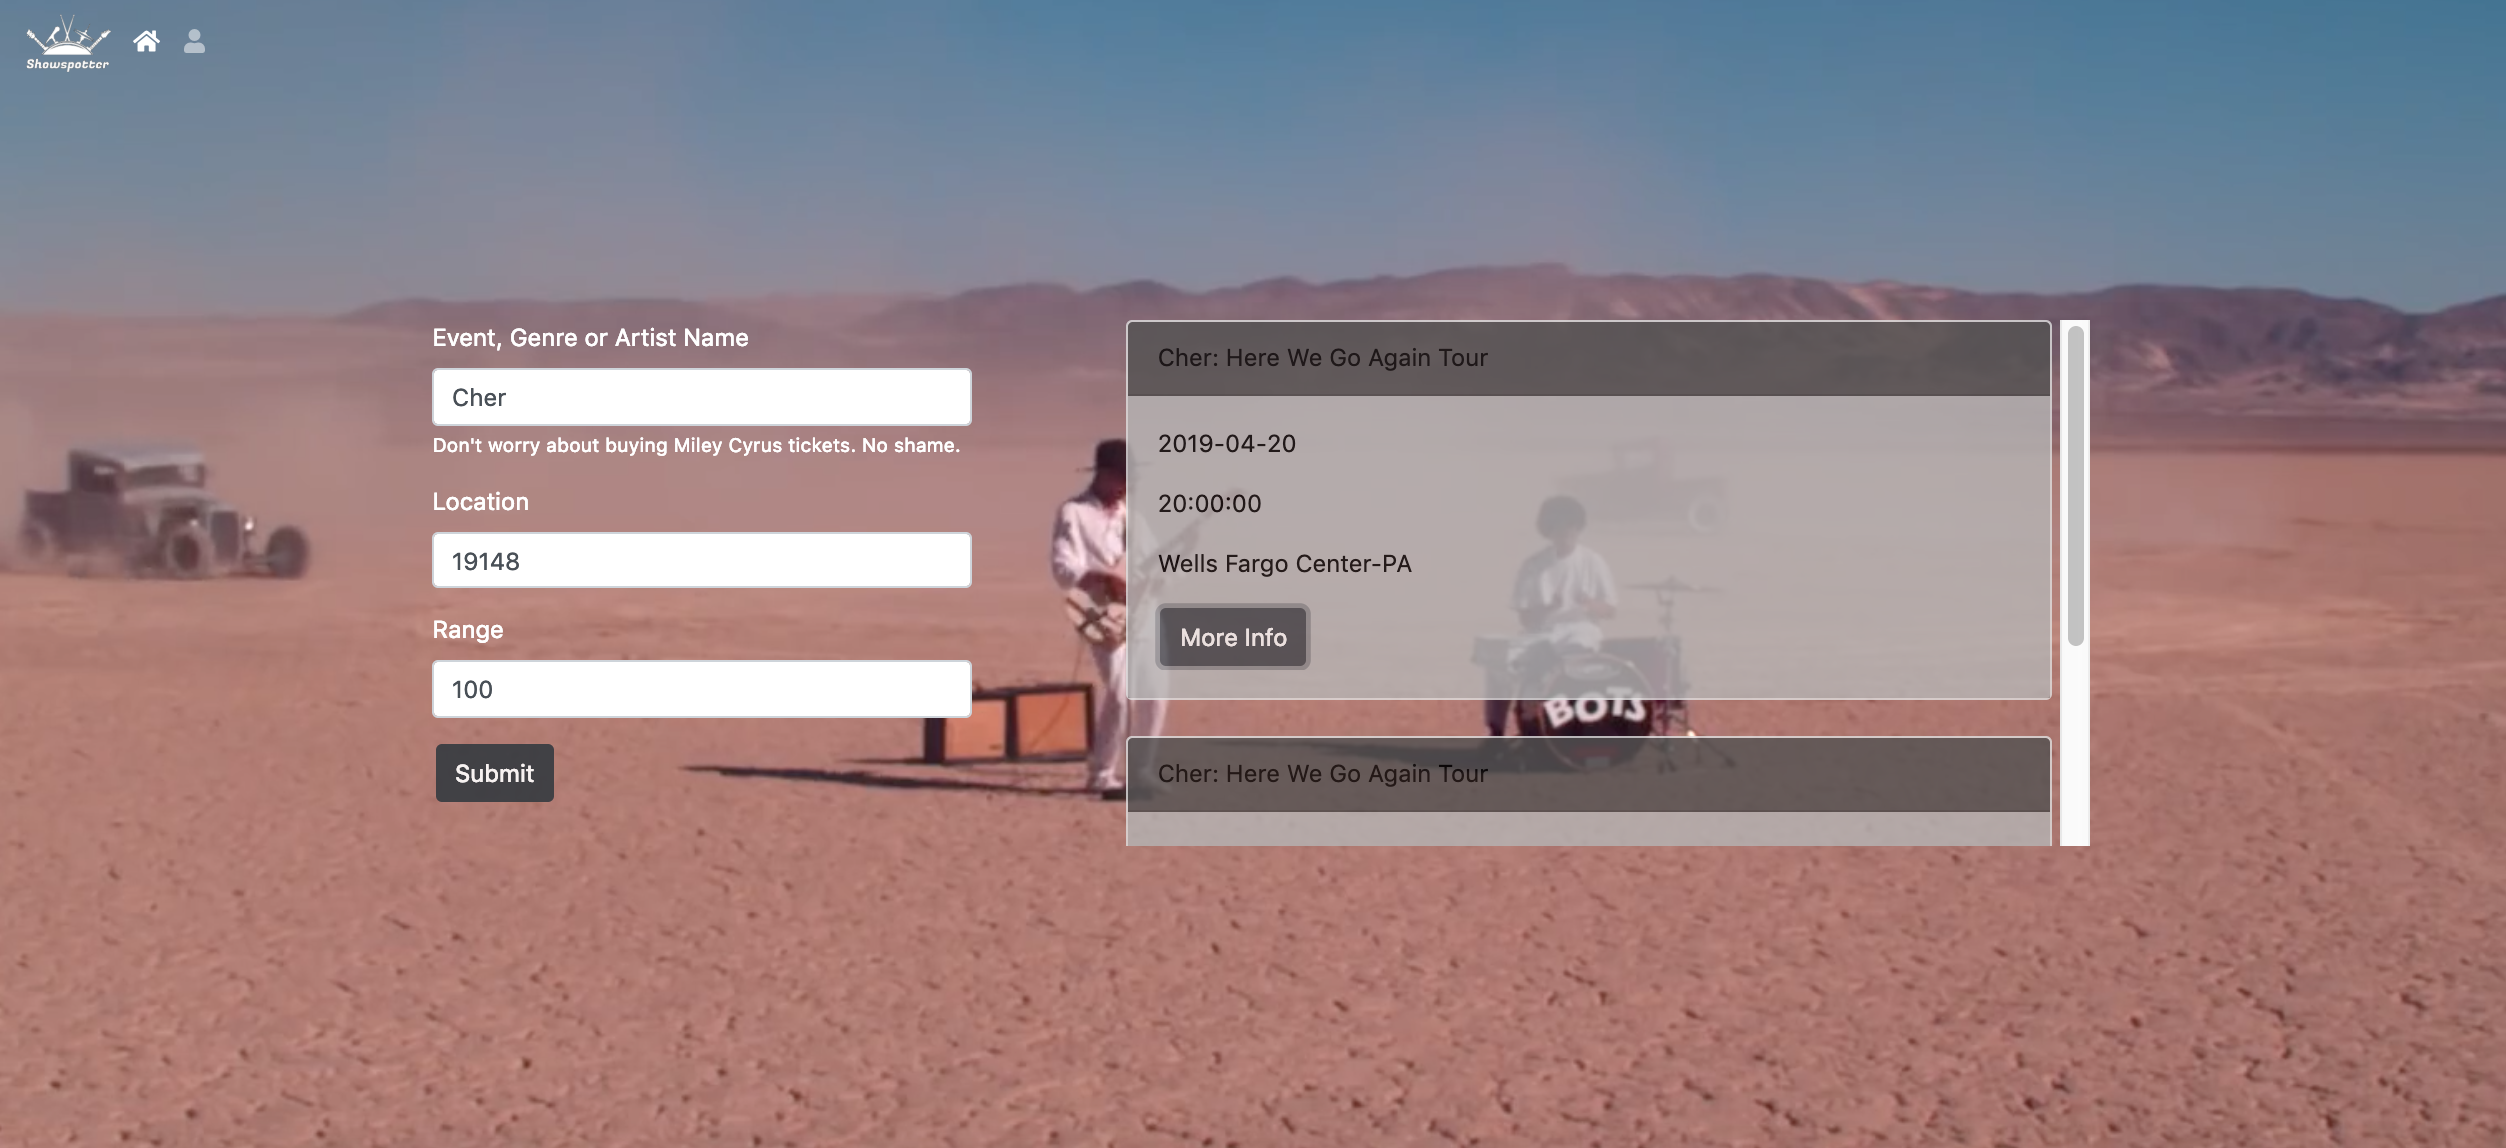 Showspotter
Event, Genre or Artist Name
Cher
Don't worry about buying Miley Cyrus tickets. No shame.
Location
19148
Range
100
Submit
Cher: Here We Go Again Tour
2019-04-20
20:00:00
Wells Fargo Center-PA
More Info
BOTS
Cher: Here We Go Again Tour